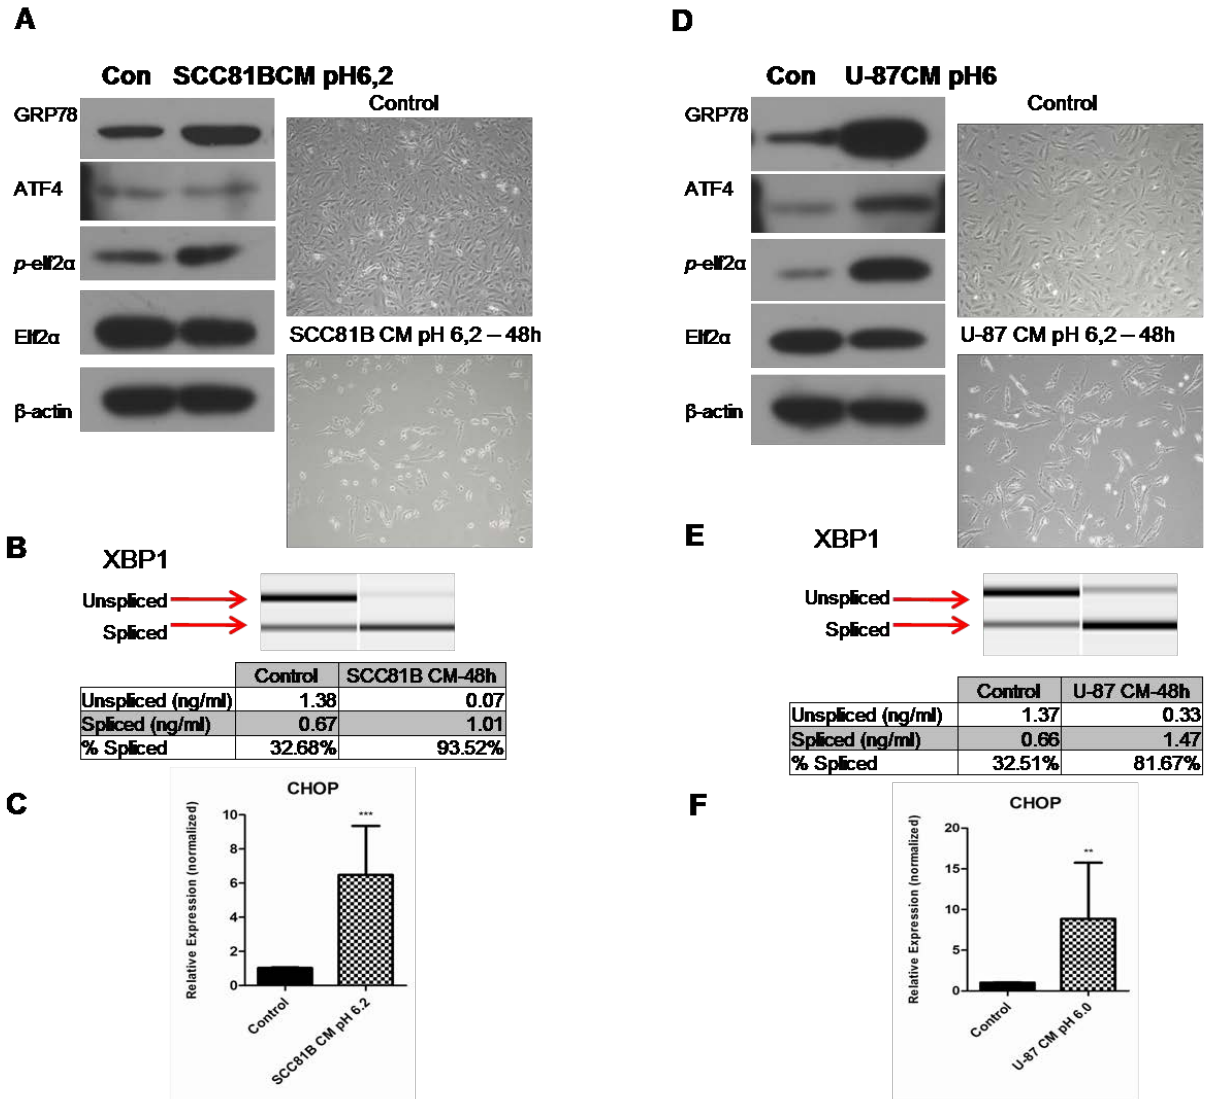 A
Con SCC81BCM pH6,2
Control
GRP78
ATF4
p-eIf2α
EIf2α
β-actin
SCC81B CM pH 6,2 – 48h
B
XBP1
Unspliced
Spliced
Control SCC81B CM-48h
Unspliced (ng/ml) 1.38 0.07
Spliced (ng/ml) 0.67 1.01
% Spliced 32.68% 93.52%
C
CHOP
Relative Expression (normalized)
10
8
6
4
2
0
***
Control
SCC81B CM pH 6.2
D
Con U-87CM pH6
Control
GRP78
ATF4
p-eIf2α
EIf2α
β-actin
U-87 CM pH 6,2 – 48h
E
XBP1
Unspliced
Spliced
Control U-87 CM-48h
Unspliced (ng/ml) 1.37 0.33
Spliced (ng/ml) 0.66 1.47
% Spliced 32.51% 81.67%
F
CHOP
Relative Expression (normalized)
20
15
10
5
0
**
Control
U-87 CM pH 6.0